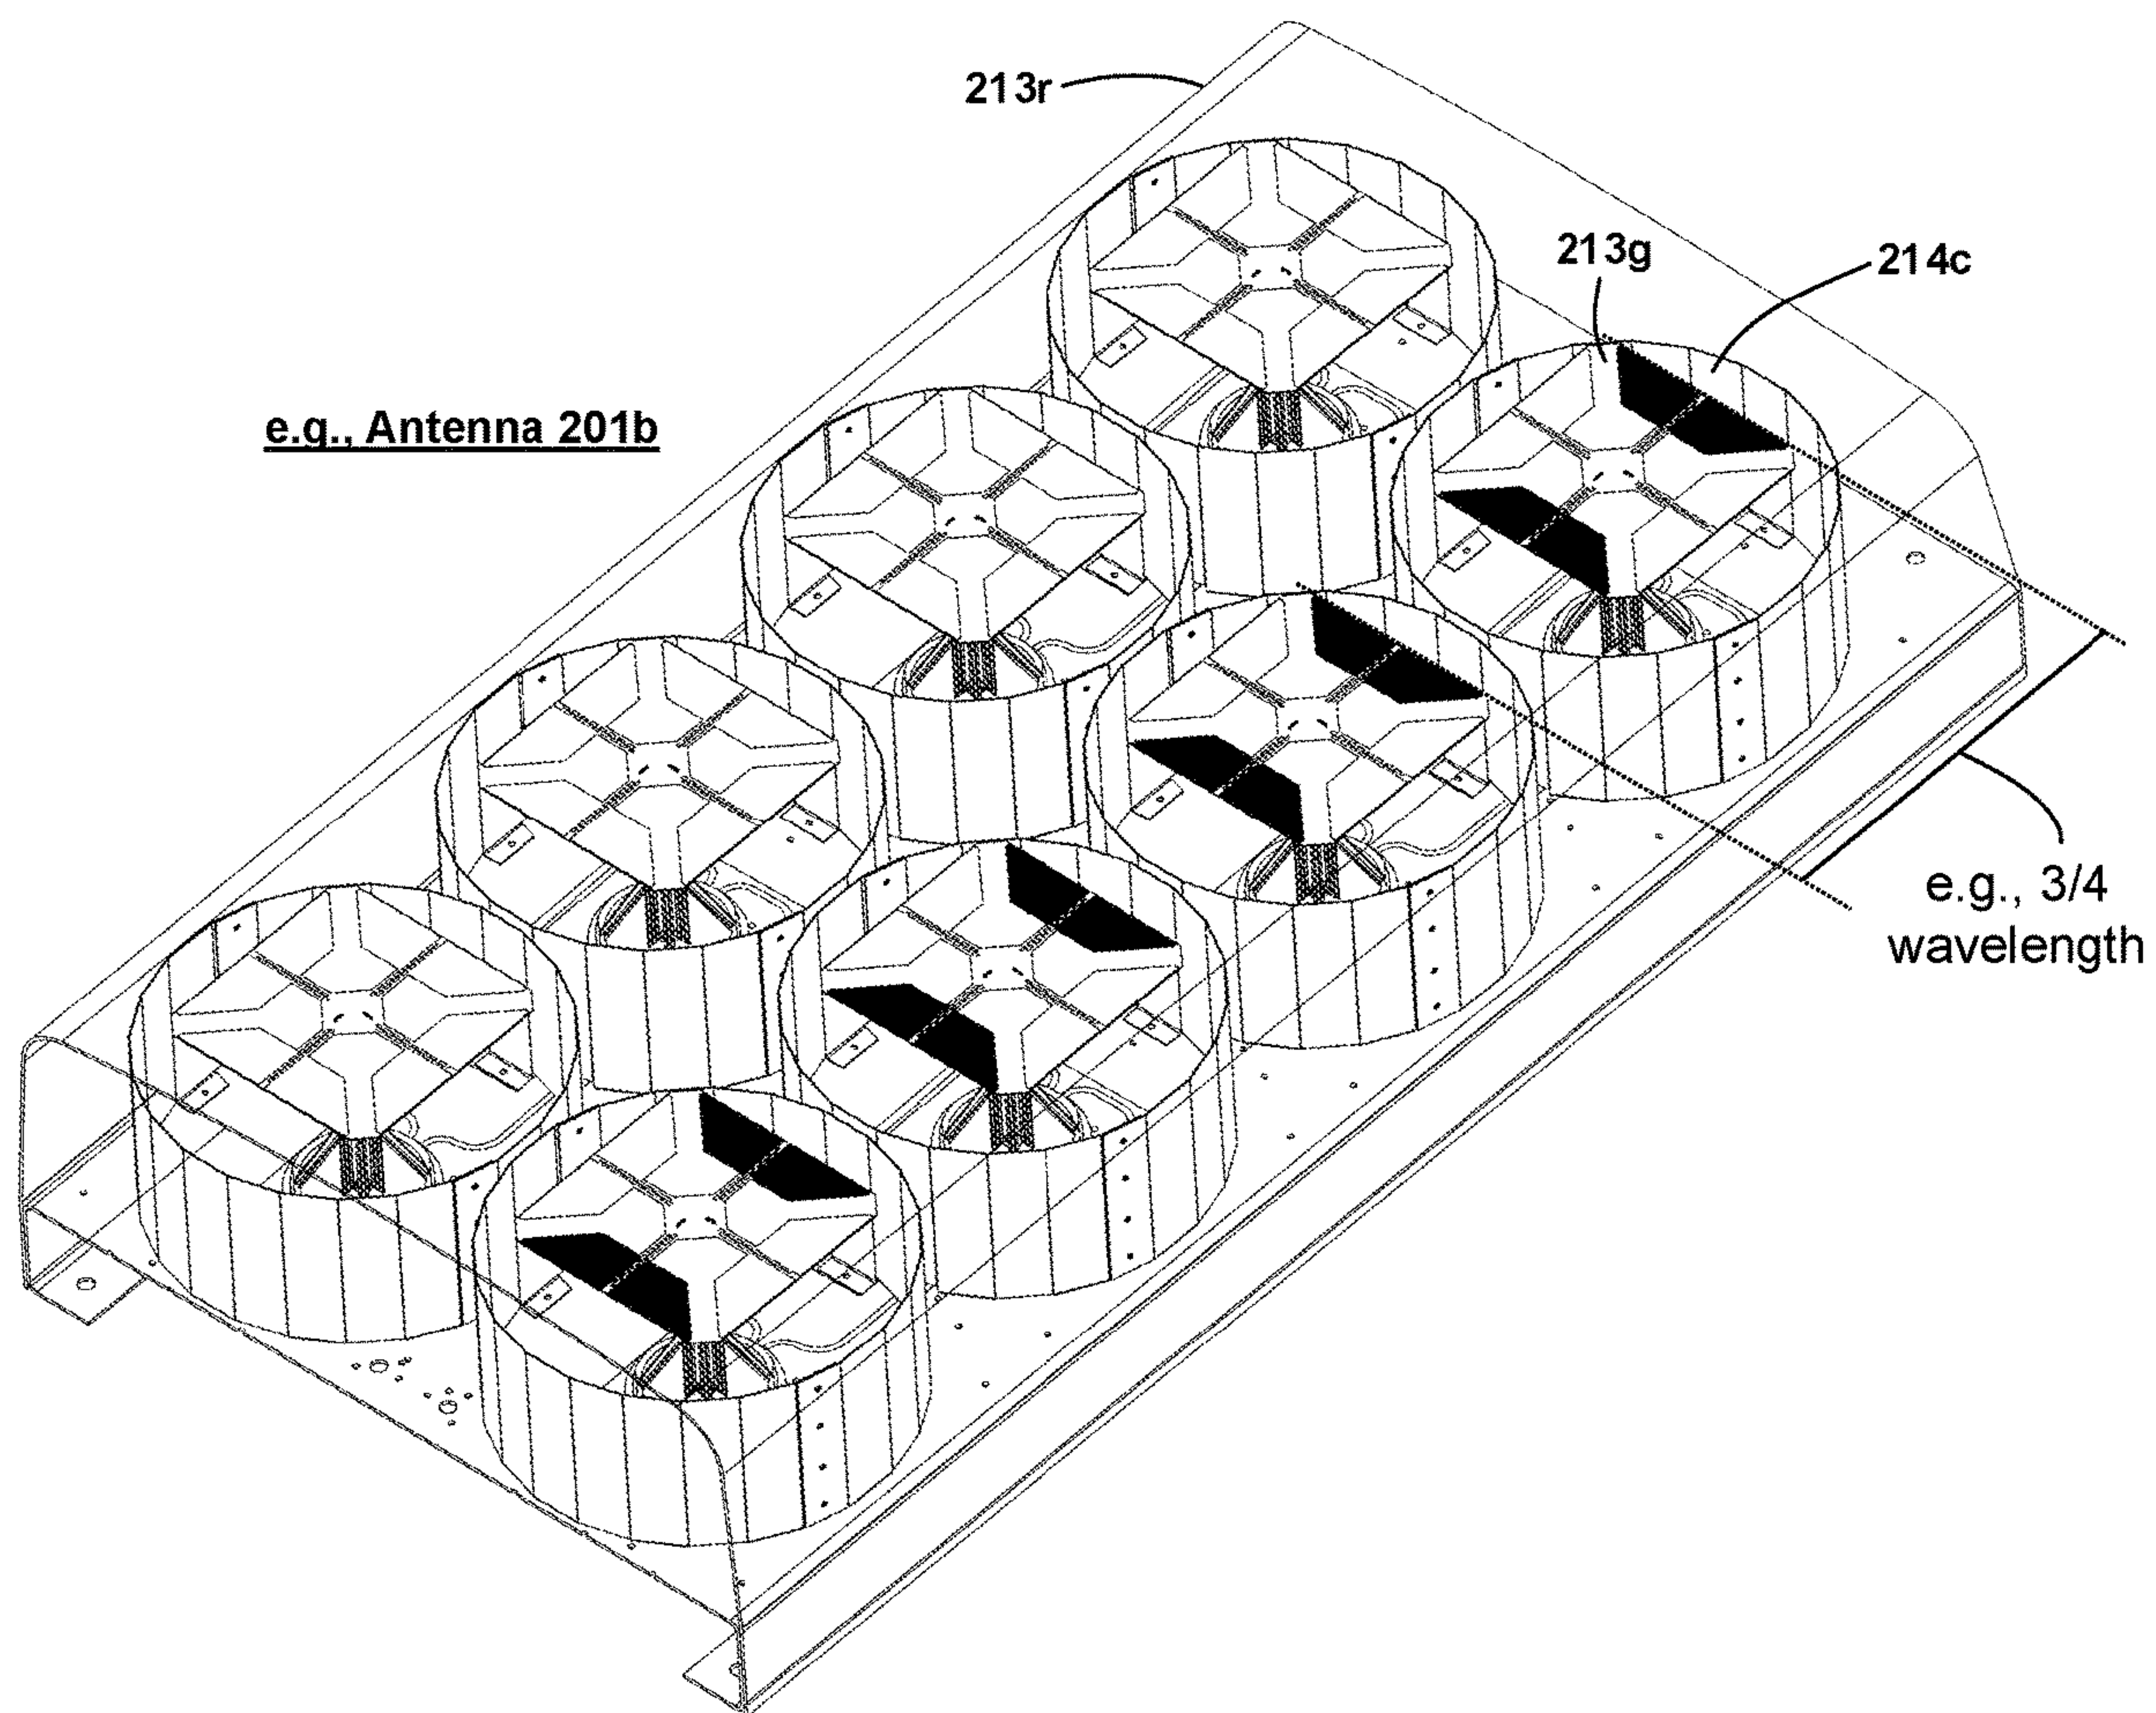 213r
213g
214c
e.g., Antenna 201b
e.g., 3/4
wavelength